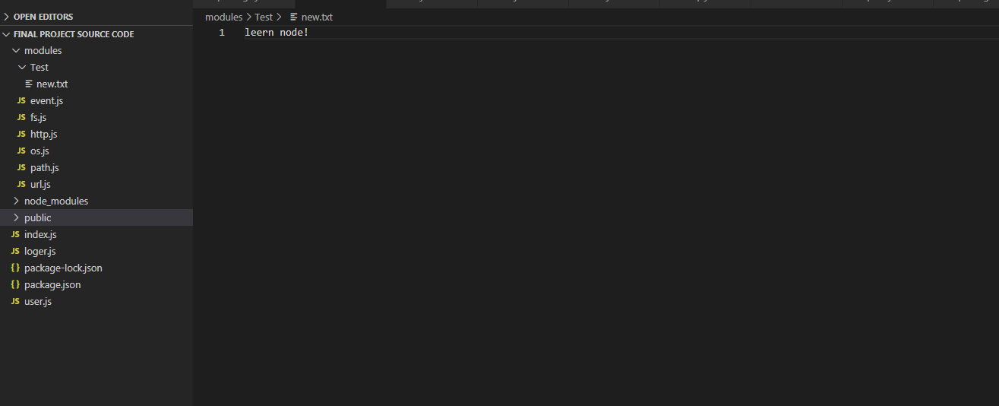 OPEN EDITORS
FINAL PROJECT SOURCE CODE
modules
Test
new.txt
JS event.js
JS fs.js
JS http.js
JS os.js
JS path.js
JS url.js
node_modules
public
JS index.js
JS loger.js
{} package-lock.json
{} package.json
JS user.js
modules > Test > new.txt
1 leern node!